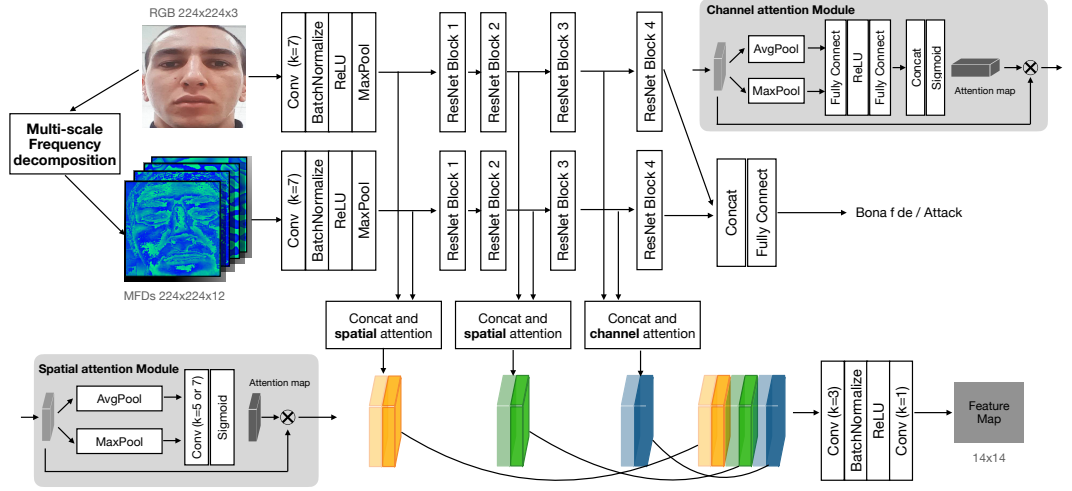 RGB 224x224x3
Multi-scale
Frequency
decomposition
MFDs 224x224x12
Conv (k=7)
BatchNormalize
ReLU
MaxPool
ResNet Block 1
ResNet Block 2
ResNet Block 3
ResNet Block 4
Conv (k=7)
BatchNormalize
ReLU
MaxPool
ResNet Block 1
ResNet Block 2
ResNet Block 3
ResNet Block 4
Channel attention Module
AvgPool
MaxPool
Fully Connect
ReLU
Fully Connect
Concat
Sigmoid
Attention map
Concat
Fully Connect
Bona f de / Attack
Concat and
spatial attention
Concat and
spatial attention
Concat and
channel attention
Spatial attention Module
AvgPool
MaxPool
Conv (k=5 or 7)
Sigmoid
Attention map
Conv (k=3)
BatchNormalize
ReLU
Conv (k=1)
Feature
Map
14x14